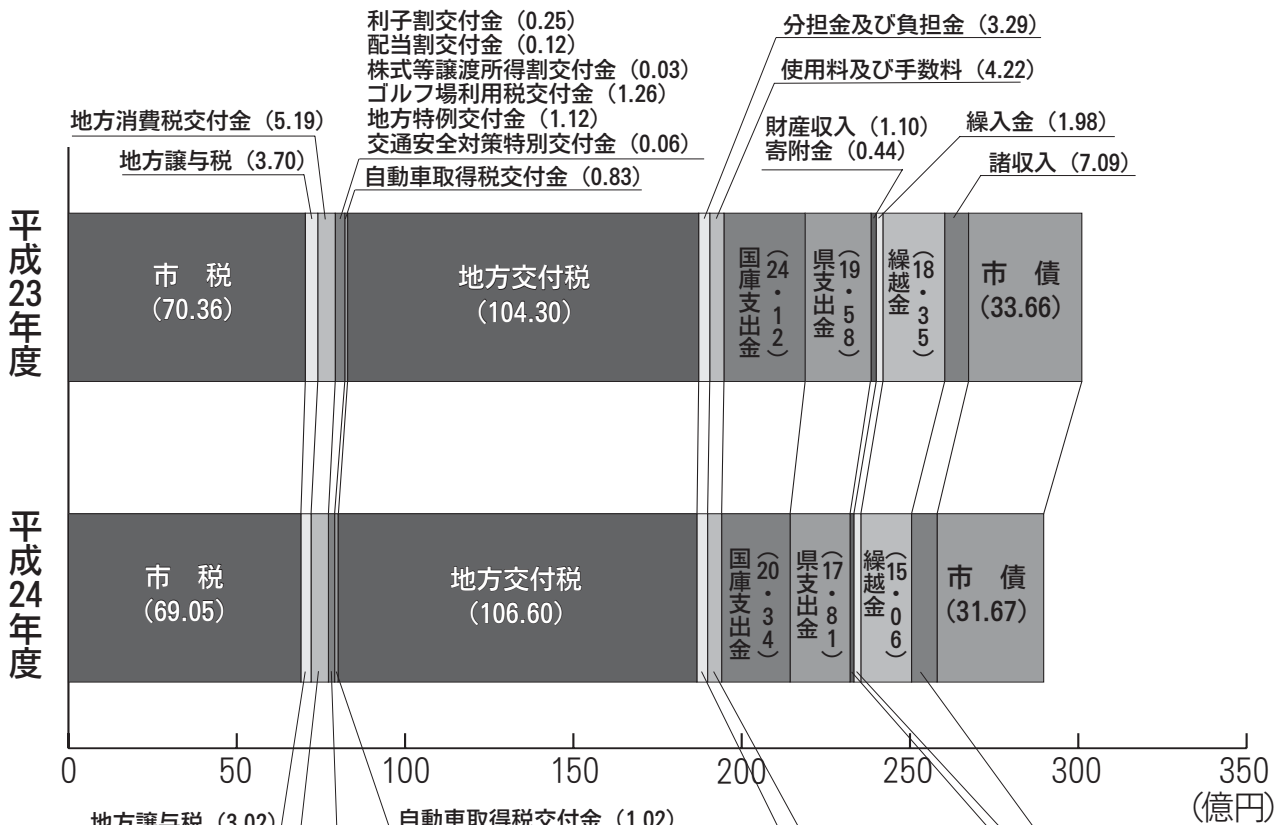 利子割交付金（0.25）
配当割交付金（0.12）
株式等譲渡所得割交付金（0.03）
ゴルフ場利用税交付金（1.26）
地方特例交付金（1.12）
交通安全対策特別交付金（0.06）
自動車取得税交付金（0.83）
地方消費税交付金（5.19）
地方譲与税（3.70）
分担金及び負担金（3.29）
使用料及び手数料（4.22）
財産収入（1.10）
寄附金（0.44）
繰入金（1.98）
諸収入（7.09）
平成23年度
市　税
（70.36）
地方交付税
（104.30）
国庫支出金
（24・12）
県支出金
（19・58）
繰越金
（18・35）
市　債
（33.66）
平成24年度
市　税
（69.05）
地方交付税
（106.60）
国庫支出金
（20・34）
県支出金
（17・81）
繰越金
（15・06）
市　債
（31.67）
0 50 100 150 200 250 300 350
（億円）
地方譲与税（3.02）
自動車取得税交付金（1.02）